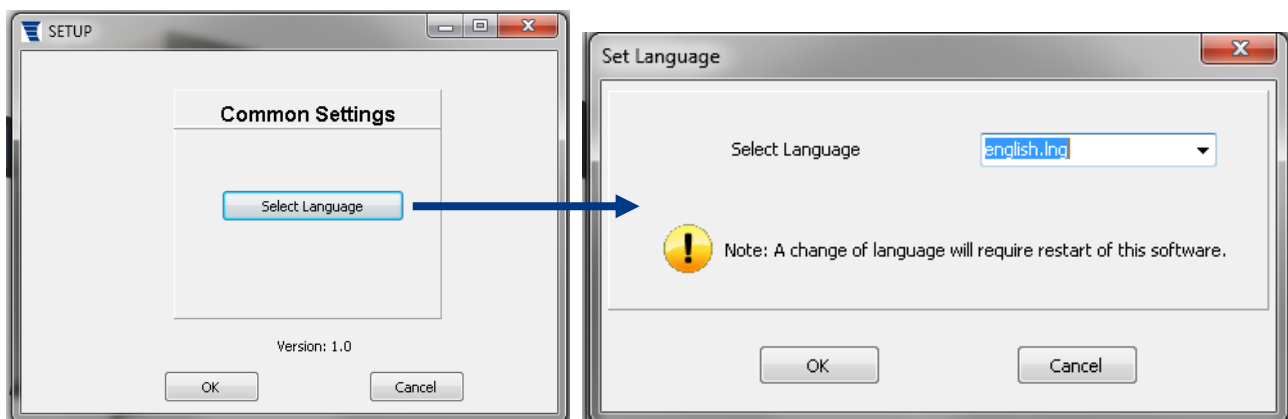 SETUP
Common Settings
Select Language
Version: 1.0
OK
Cancel
Set Language
Select Language
english.lng
Note: A change of language will require restart of this software.
OK
Cancel